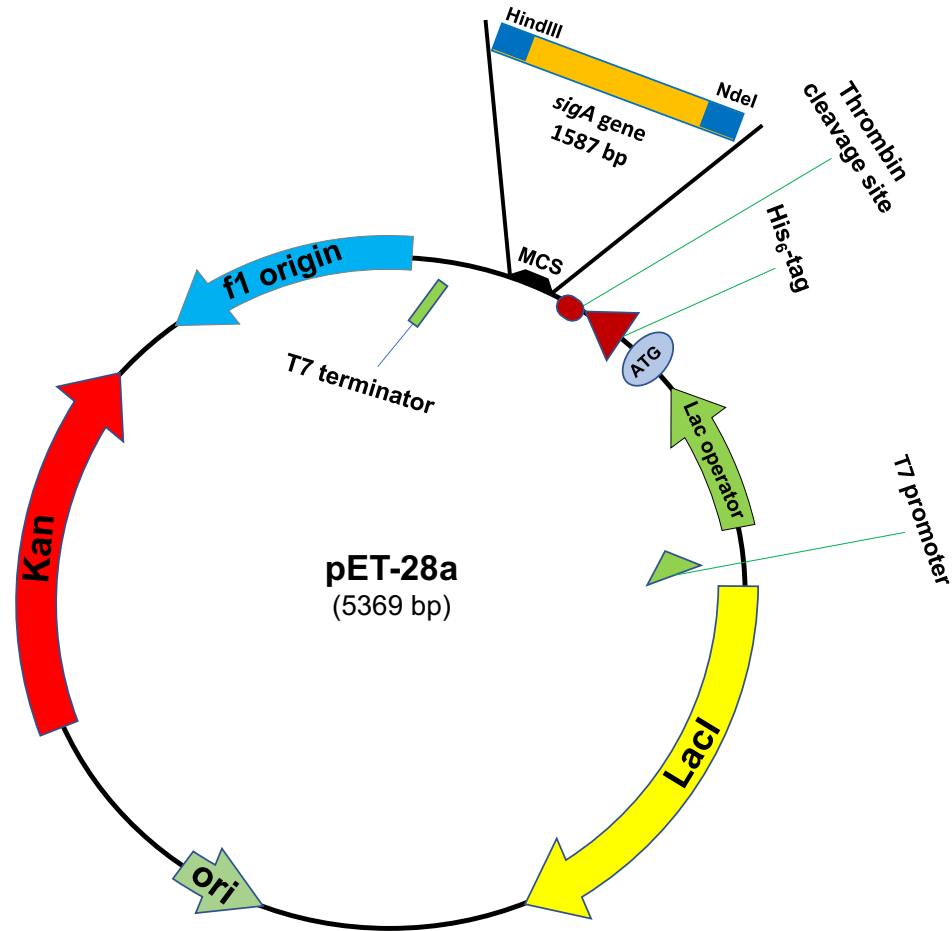 HindIII
NdeI
sigA gene
1587 bp
Thrombin
cleavage site
His₆-tag
MCS
ATG
f1 origin
T7 terminator
Lac operator
T7 promoter
Kan
pET-28a
(5369 bp)
LacI
ori